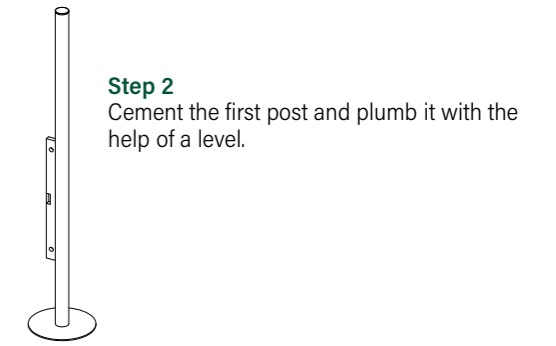 Step 2
Cement the first post and plumb it with the
help of a level.